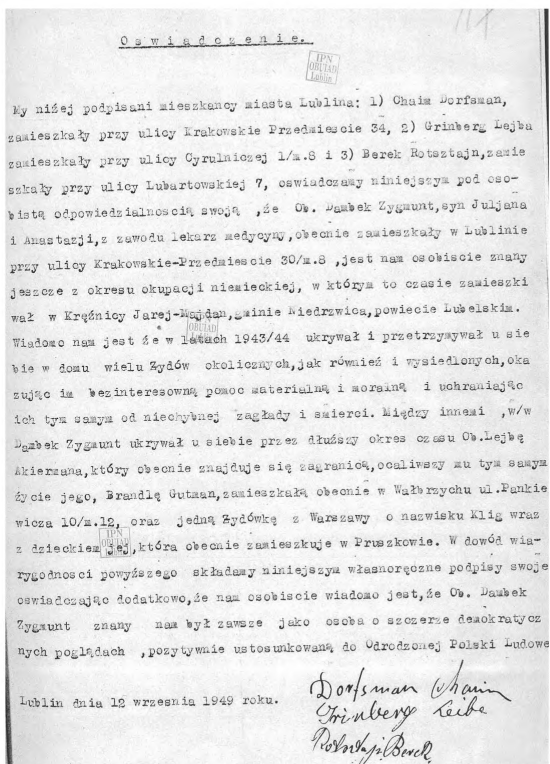 117
Oswiadczenie.
IPN
OBUiAD
Lublin
My niżej podpisani mieszkancy miasta Lublina: 1) Chaim Dorfsman,
zamieszkały przy ulicy Krakowskie Przedmiescie 34, 2) Grinberg Lejba
zamieszkały przy ulicy Cyrulniczej 1/m.8 i 3) Berek Rotsztajn,zamie
szkały przy ulicy Lubartowskiej 7, oswiadczamy niniejszym pod oso-
bistą odpowiedzialnoscią swoją ,że Ob. Dambek Zygmunt,syn Juljana
i Anastazji,z zawodu lekarz medycyny,obecnie zamieszkały w Lublinie
przy ulicy Krakowskie-Przedmiescie 30/m.8 ,jest nam osobiscie znany
jeszcze z okresu okupacji niemieckiej, w którym to czasie zamieszki
wał w Krężnicy Jarej-Majdan,gminie Niedrzwica,powiecie Lubelskim.
OBUiAD
Lublin
Wiadomo nam jest że w latach 1943/44 ukrywał i przetrzymywał u sie
bie w domu wielu Żydów okolicznych,jak również i wysiedlonych,oka
zując im bezinteresowną pomoc materialną i moralną i uchraniając
ich tym samym od niechybnej zagłady i smierci. Między innemi ,w/w
Dambek Zygmunt ukrywał u siebie przez dłuższy okres czasu Ob.Lejbę
Akiermana,który obecnie znajduje się zagranicą,ocaliwszy mu tym samym
życie jego, Brandlę Gutman,zamieszkałą obecnie w Wałbrzychu ul.Pankie
wicza 10/m.12, oraz jedną Żydówkę z Warszawy o nazwisku Klig wraz
IPN
OBUiAD
z dzieckiem jej,która obecnie zamieszkuje w Pruszkowie. W dowód wia-
rygodnosci powyższego składamy niniejszym własnoręczne podpisy swoje
oswiadczając dodatkowo,że nam osobiscie wiadomo jest,że Ob. Dambek
Zygmunt znany nam był zawsze jako osoba o szczerze demokratycz
nych poglądach ,pozytywnie ustosunkowaną do Odrodzonej Polski Ludowe
Lublin dnia 12 wrzesnia 1949 roku.
Dorfsman Chaim
Grinberg Leibe
Berek